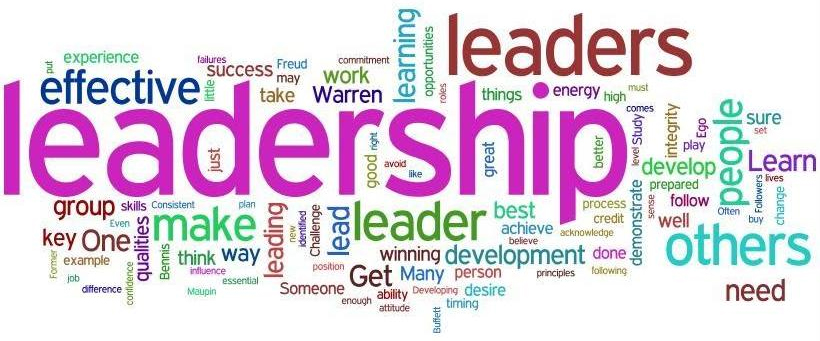 leadership
leaders
effective
experience
put
failures
success
little
Freud
may
take
commitment
work
Warren
learning
opportunities
roles
things
energy
high
must
comes
Study
level
integrity
play
Ego
people
sure
set
Learn
develop
prepared
lives
Followers
change
buy
Often
follow
sense
well
others
need
just
good
right
avoid
like
great
better
group
skills
Consistent
plan
Even
key
One
qualities
make
Former
example
job
difference
confidence
Bennis
think
way
influence
essential
Maupin
leading
new
identified
Challenge
lead
leader
best
achieve
believe
acknowledge
process
credit
demonstrate
winning
development
done
position
Get
Many
person
principles
following
Someone
enough
ability
attitude
Developing
desire
timing
Buffett